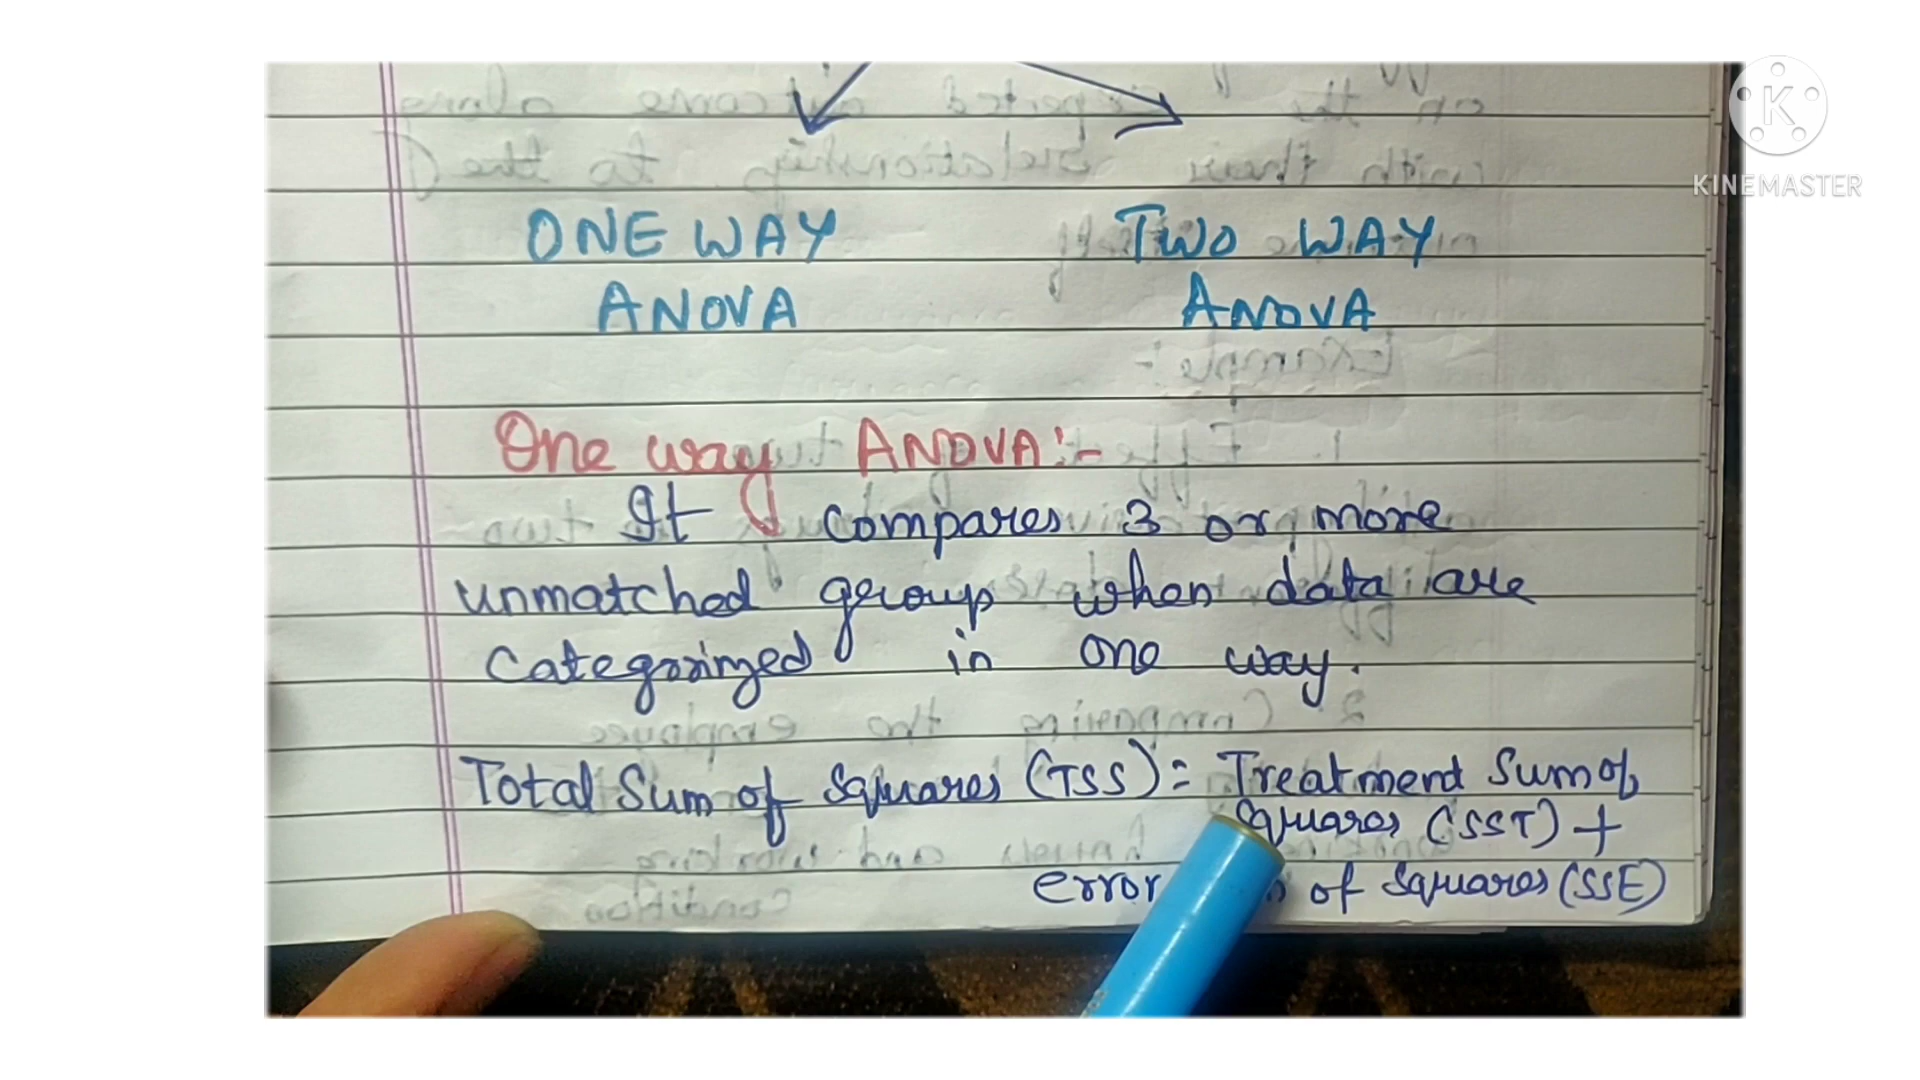 ONE WAY TWO WAY
ANOVA ANOVA
One way ANOVA:-
It compares 3 or more
unmatched group when data are
Categorized in one way.
Total Sum of Squares (TSS) = Treatment Sum of
Squares (SST) +
error of Squares (SSE)
KINEMASTER